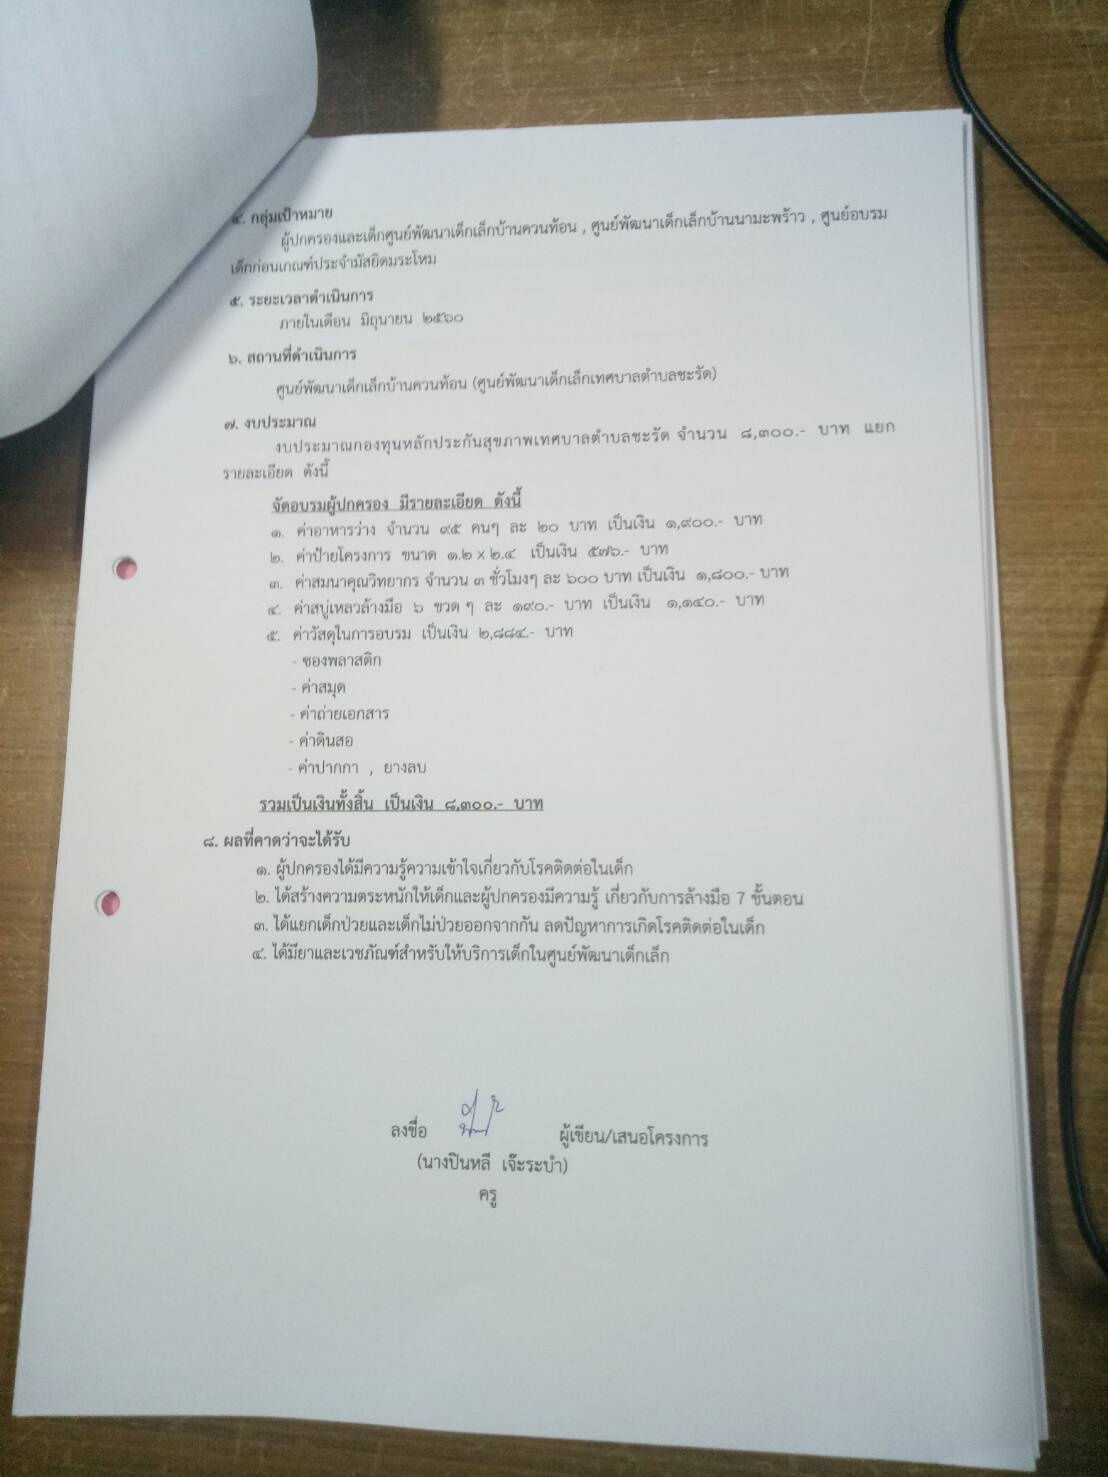 ๔. กลุ่มเป้าหมาย
ผู้ปกครองและเด็กศูนย์พัฒนาเด็กเล็กบ้านควนท้อน , ศูนย์พัฒนาเด็กเล็กบ้านนามะพร้าว , ศูนย์อบรม
เด็กก่อนเกณฑ์ประจำมัสยิดมระโหม
๕. ระยะเวลาดำเนินการ
ภายในเดือน มิถุนายน ๒๕๖๐
๖. สถานที่ดำเนินการ
ศูนย์พัฒนาเด็กเล็กบ้านควนท้อน (ศูนย์พัฒนาเด็กเล็กเทศบาลตำบลชะรัด)
๗. งบประมาณ
งบประมาณกองทุนหลักประกันสุขภาพเทศบาลตำบลชะรัด จำนวน ๘,๓๐๐.- บาท แยก
รายละเอียด ดังนี้
จัดอบรมผู้ปกครอง มีรายละเอียด ดังนี้
๑. ค่าอาหารว่าง จำนวน ๙๕ คนๆ ละ ๒๐ บาท เป็นเงิน ๑,๙๐๐.- บาท
๒. ค่าป้ายโครงการ ขนาด ๑.๒ × ๒.๔ เป็นเงิน ๕๗๖.- บาท
๓. ค่าสมนาคุณวิทยากร จำนวน ๓ ชั่วโมงๆ ละ ๖๐๐ บาท เป็นเงิน ๑,๘๐๐.- บาท
๔. ค่าสบู่เหลวล้างมือ ๖ ขวด ๆ ละ ๑๙๐.- บาท เป็นเงิน ๑,๑๔๐.- บาท
๕. ค่าวัสดุในการอบรม เป็นเงิน ๒,๘๘๔.- บาท
- ซองพลาสติก
- ค่าสมุด
- ค่าถ่ายเอกสาร
- ค่าดินสอ
- ค่าปากกา , ยางลบ
รวมเป็นเงินทั้งสิ้น เป็นเงิน ๘,๓๐๐.- บาท
๘. ผลที่คาดว่าจะได้รับ
๑. ผู้ปกครองได้มีความรู้ความเข้าใจเกี่ยวกับโรคติดต่อในเด็ก
๒. ได้สร้างความตระหนักให้เด็กและผู้ปกครองมีความรู้ เกี่ยวกับการล้างมือ 7 ขั้นตอน
๓. ได้แยกเด็กป่วยและเด็กไม่ป่วยออกจากกัน ลดปัญหาการเกิดโรคติดต่อในเด็ก
๔. ได้มียาและเวชภัณฑ์สำหรับให้บริการเด็กในศูนย์พัฒนาเด็กเล็ก
ลงชื่อ ผู้เขียน/เสนอโครงการ
(นางปินหลี เจ๊ะระบำ)
ครู